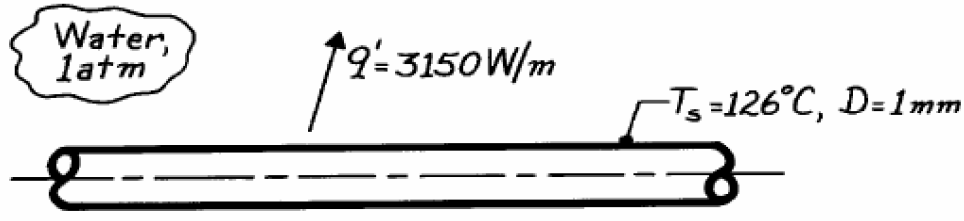 Water,
1atm
q'=3150W/m
Ts=126°C, D=1mm